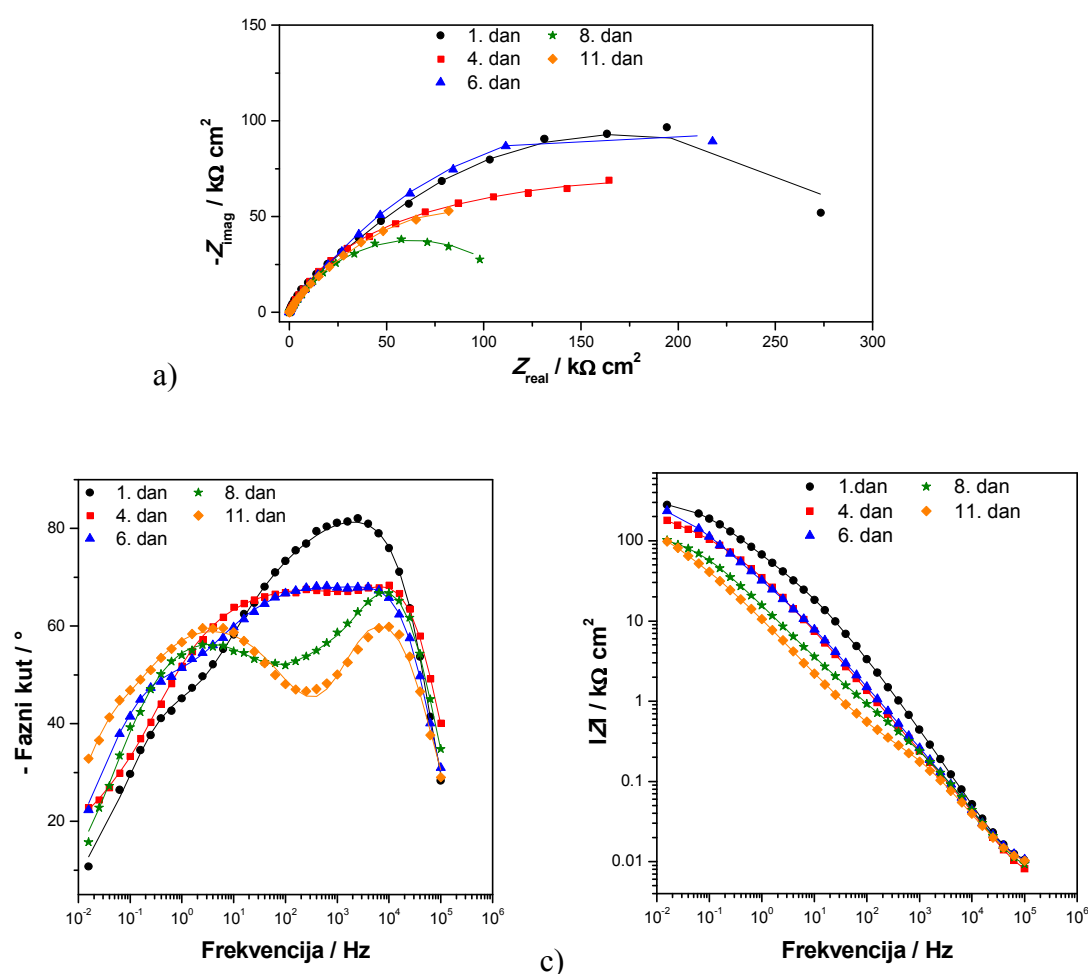 150
100
50
0
-Zimag / kΩ cm²
1. dan
4. dan
6. dan
8. dan
11. dan
0 50 100 150 200 250 300
Zreal / kΩ cm²
a)
80
60
40
20
- Fazni kut / °
1. dan
4. dan
6. dan
8. dan
11. dan
10⁻² 10⁻¹ 10⁰ 10¹ 10² 10³ 10⁴ 10⁵ 10⁶
Frekvencija / Hz
c)
100
10
1
0.1
0.01
IZI / kΩ cm²
1.dan
4. dan
6. dan
8. dan
11. dan
10⁻² 10⁻¹ 10⁰ 10¹ 10² 10³ 10⁴ 10⁵ 10⁶
Frekvencija / Hz